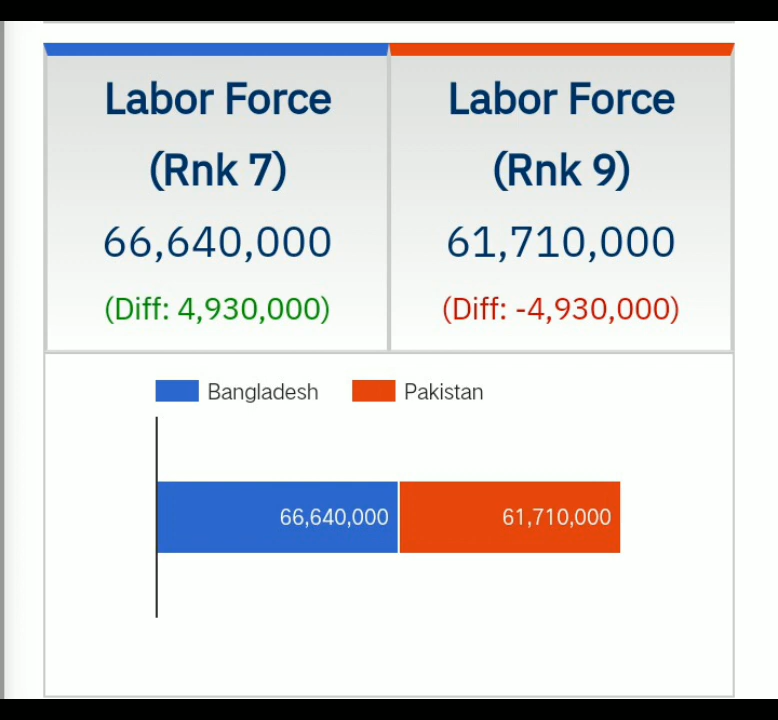 Labor Force
(Rnk 7)
66,640,000
(Diff: 4,930,000)
Labor Force
(Rnk 9)
61,710,000
(Diff: -4,930,000)
Bangladesh
Pakistan
66,640,000
61,710,000